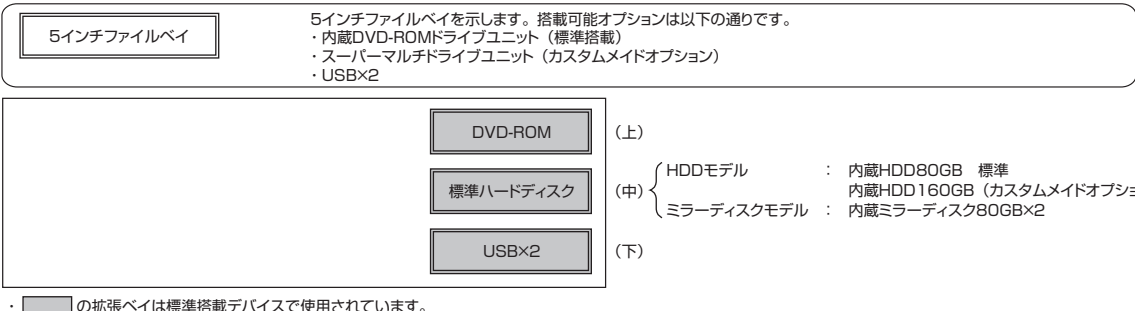 5インチファイルベイ
5インチファイルベイを示します。搭載可能オプションは以下の通りです。
・内蔵DVD-ROMドライブユニット（標準搭載）
・スーパーマルチドライブユニット（カスタムメイドオプション）
・USB×2
DVD-ROM （上）
標準ハードディスク （中） HDDモデル ： 内蔵HDD80GB 標準
内蔵HDD160GB（カスタムメイドオプショ
ミラーディスクモデル ： 内蔵ミラーディスク80GB×2
USB×2 （下）
・ の拡張ベイは標準搭載デバイスで使用されています。